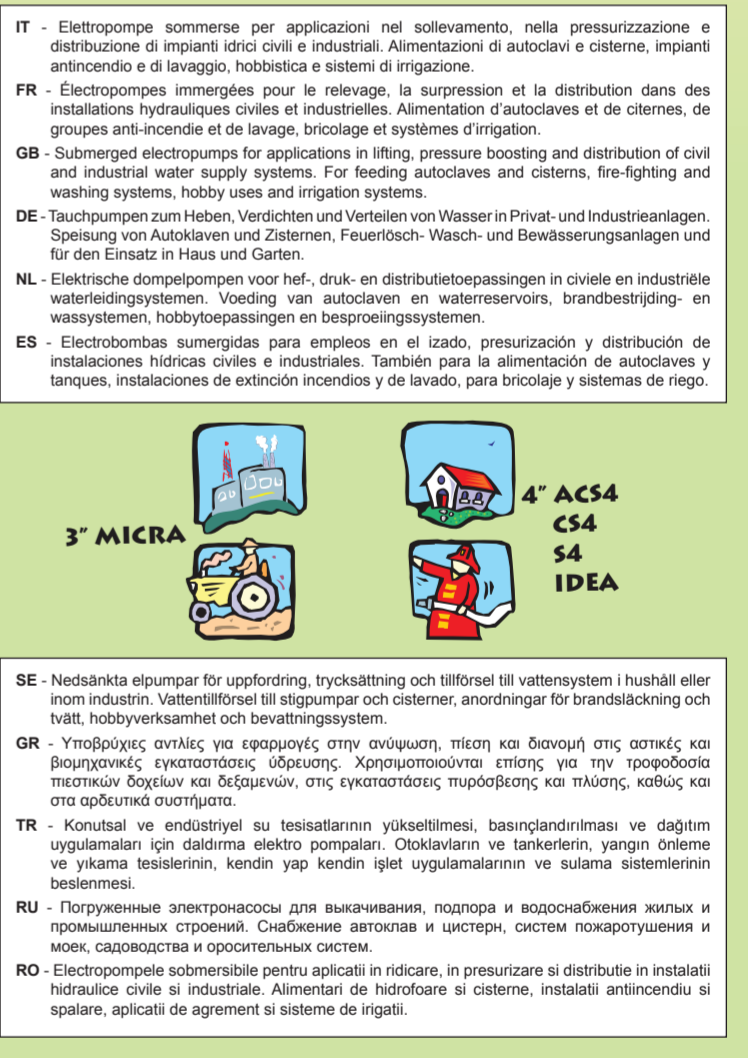 IT - Elettropompe sommerse per applicazioni nel sollevamento, nella pressurizzazione e
distribuzione di impianti idrici civili e industriali. Alimentazioni di autoclavi e cisterne, impianti
antincendio e di lavaggio, hobbistica e sistemi di irrigazione.
FR - Électropompes immergées pour le relevage, la surpression et la distribution dans des
installations hydrauliques civiles et industrielles. Alimentation d'autoclaves et de citernes, de
groupes anti-incendie et de lavage, bricolage et systèmes d'irrigation.
GB - Submerged electropumps for applications in lifting, pressure boosting and distribution of civil
and industrial water supply systems. For feeding autoclaves and cisterns, fire-fighting and
washing systems, hobby uses and irrigation systems.
DE - Tauchpumpen zum Heben, Verdichten und Verteilen von Wasser in Privat- und Industrieanlagen.
Speisung von Autoklaven und Zisternen, Feuerlösch- Wasch- und Bewässerungsanlagen und
für den Einsatz in Haus und Garten.
NL - Elektrische dompelpompen voor hef-, druk- en distributietoepassingen in civiele en industriële
waterleidingsystemen. Voeding van autoclaven en waterreservoirs, brandbestrijding- en
wassystemen, hobbytoepassingen en besproeiingssystemen.
ES - Electrobombas sumergidas para empleos en el izado, presurización y distribución de
instalaciones hídricas civiles e industriales. También para la alimentación de autoclaves y
tanques, instalaciones de extinción incendios y de lavado, para bricolaje y sistemas de riego.
3" MICRA
4" ACS4
CS4
S4
IDEA
SE - Nedsänkta elpumpar för uppfordring, trycksättning och tillförsel till vattensystem i hushåll eller
inom industrin. Vattentillförsel till stigpumpar och cisterner, anordningar för brandsläckning och
tvätt, hobbyverksamhet och bevattningssystem.
GR - Υποβρύχιες αντλίες για εφαρμογές στην ανύψωση, πίεση και διανομή στις αστικές και
βιομηχανικές εγκαταστάσεις ύδρευσης. Χρησιμοποιούνται επίσης για την τροφοδοσία
πιεστικών δοχείων και δεξαμενών, στις εγκαταστάσεις πυρόσβεσης και πλύσης, καθώς και
στα αρδευτικά συστήματα.
TR - Konutsal ve endüstriyel su tesisatlarının yükseltilmesi, basınçlandırılması ve dağıtım
uygulamaları için daldırma elektro pompaları. Otoklavların ve tankerlerin, yangın önleme
ve yıkama tesislerinin, kendin yap kendin işlet uygulamalarının ve sulama sistemlerinin
beslenmesi.
RU - Погруженные электронасосы для выкачивания, подпора и водоснабжения жилых и
промышленных строений. Снабжение автоклав и цистерн, систем пожаротушения и
моек, садоводства и оросительных систем.
RO - Electropompele sobmersibile pentru aplicatii in ridicare, in presurizare si distributie in instalatii
hidraulice civile si industriale. Alimentari de hidrofoare si cisterne, instalatii antiincendiu si
spalare, aplicatii de agrement si sisteme de irigatii.